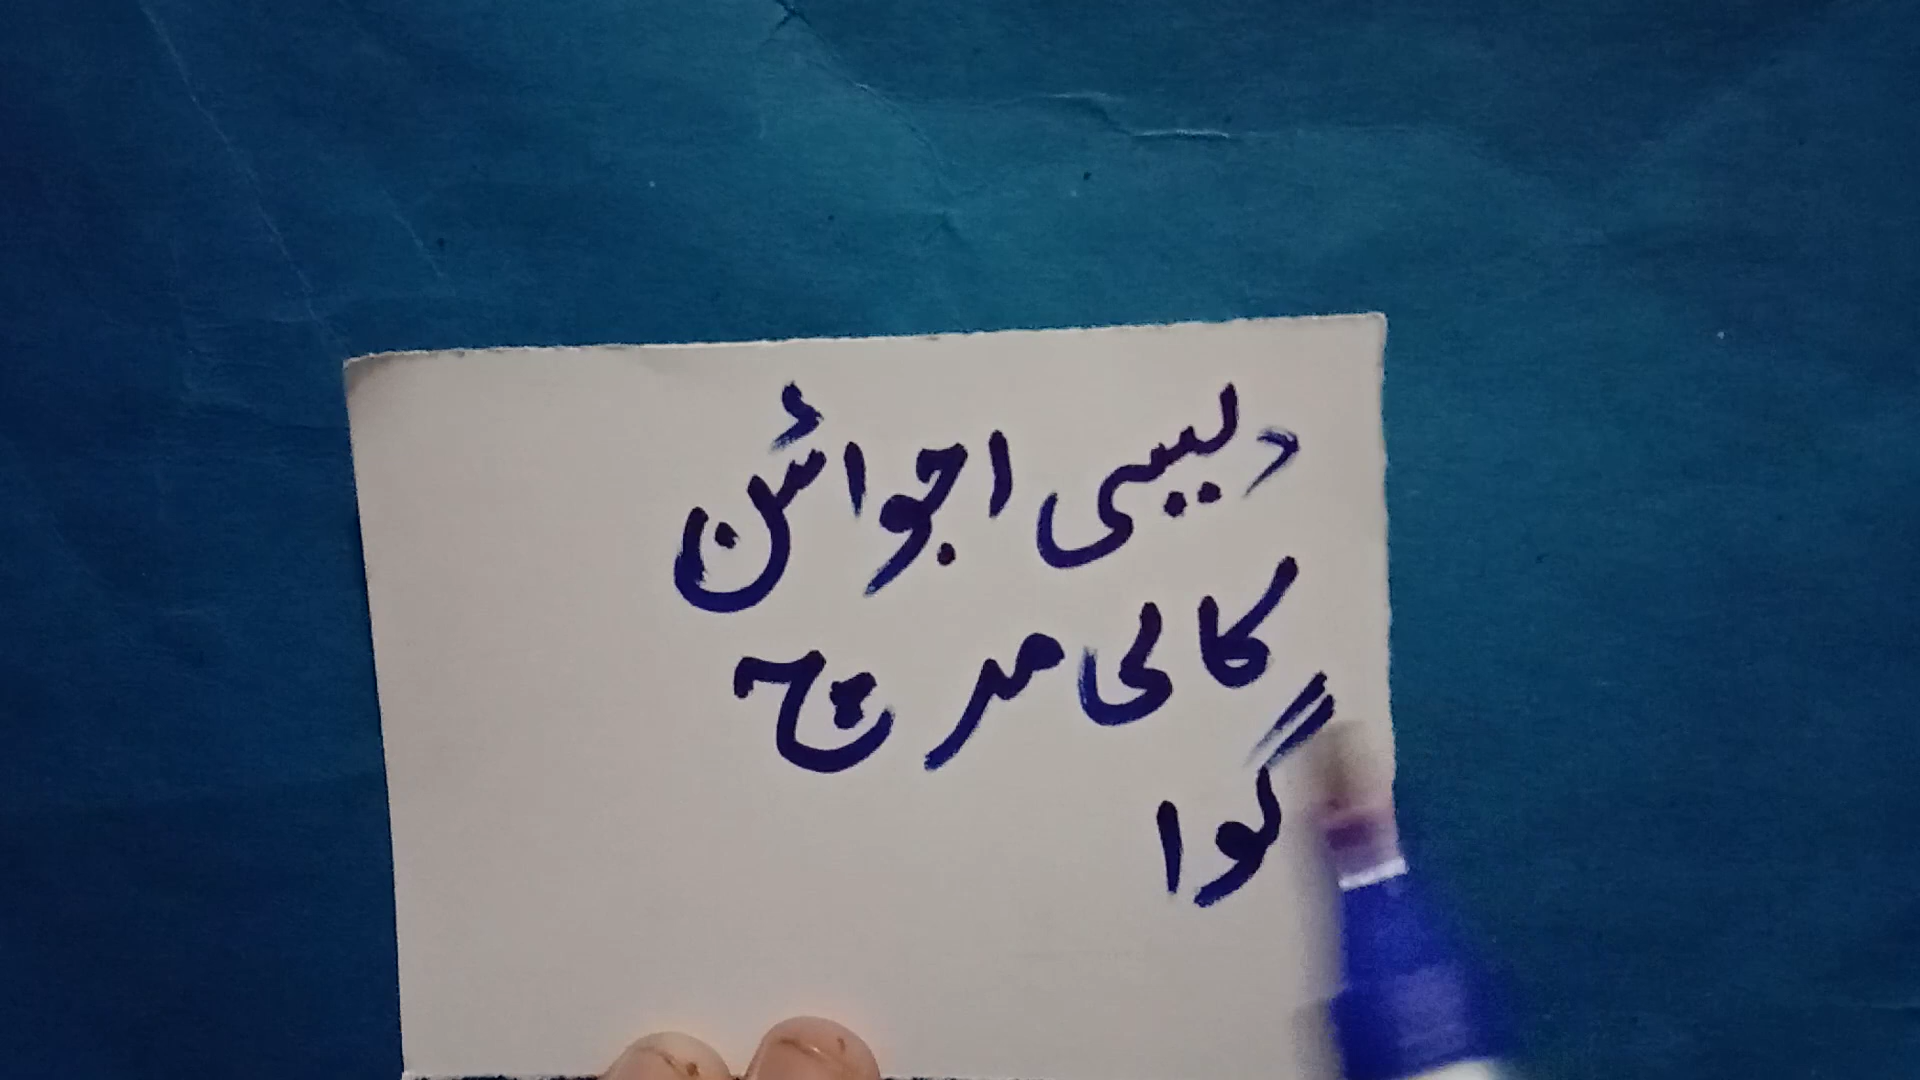 دیسی اجوائن
کالی مرچ
گوا